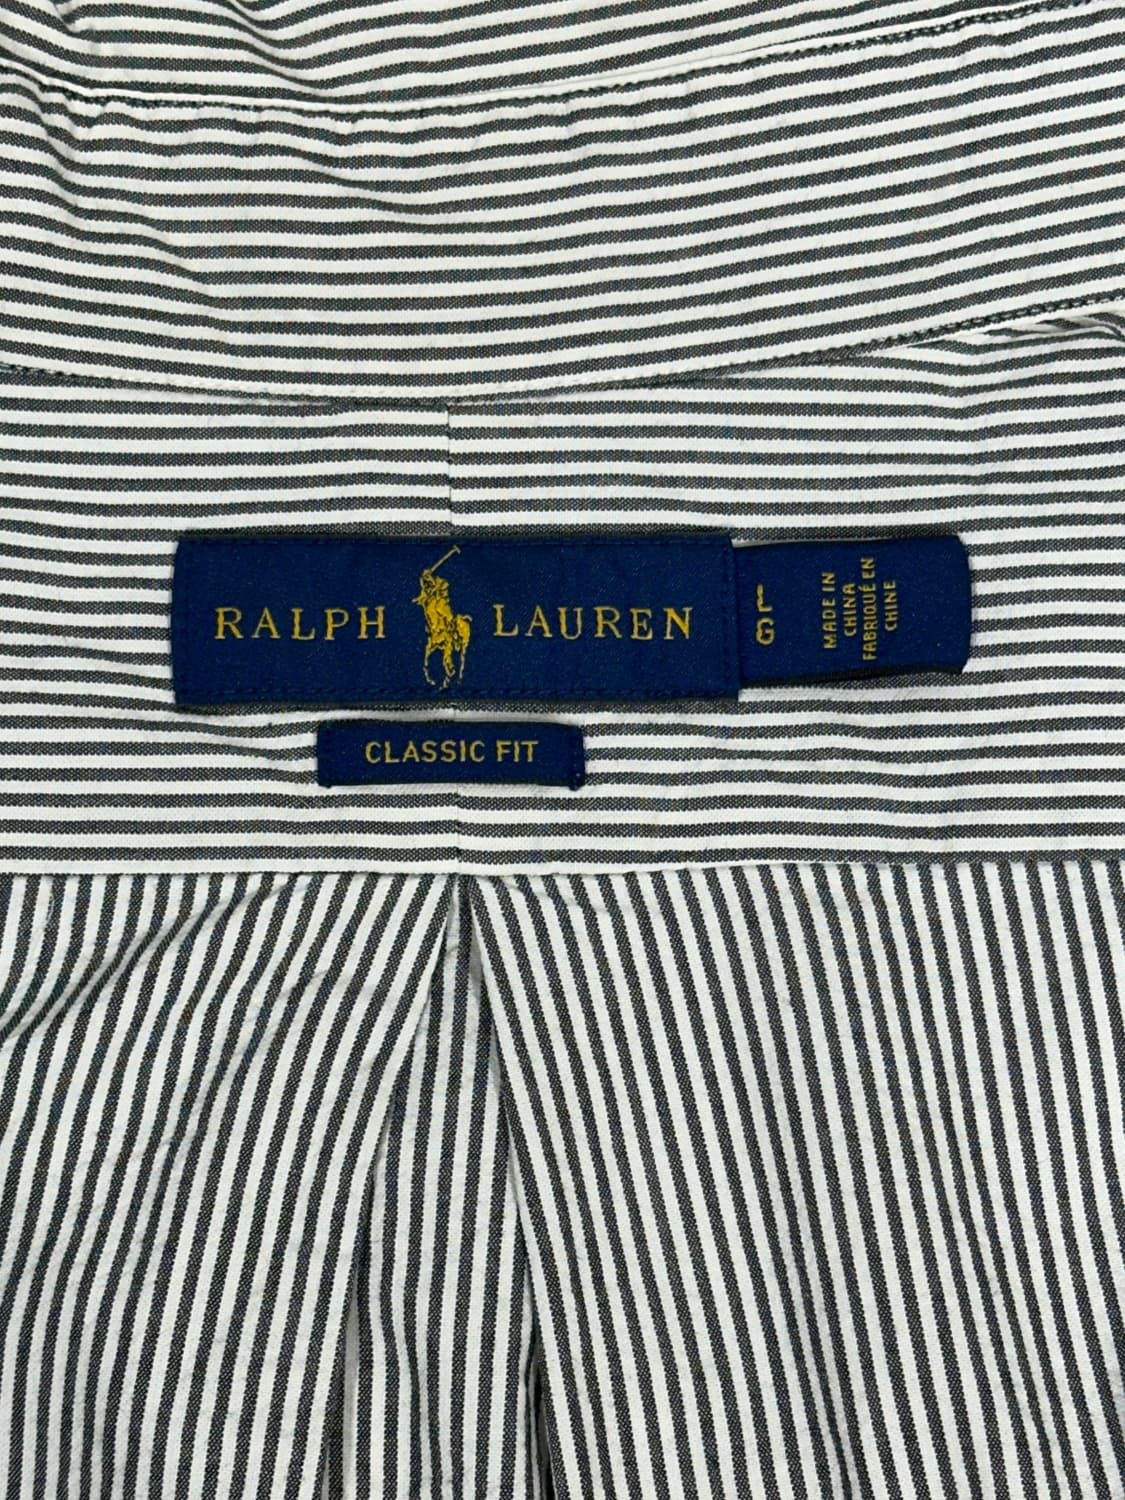 RALPH LAUREN
L
G
MADE IN
CHINA
FABRIQUÉ EN
CHINE
CLASSIC FIT